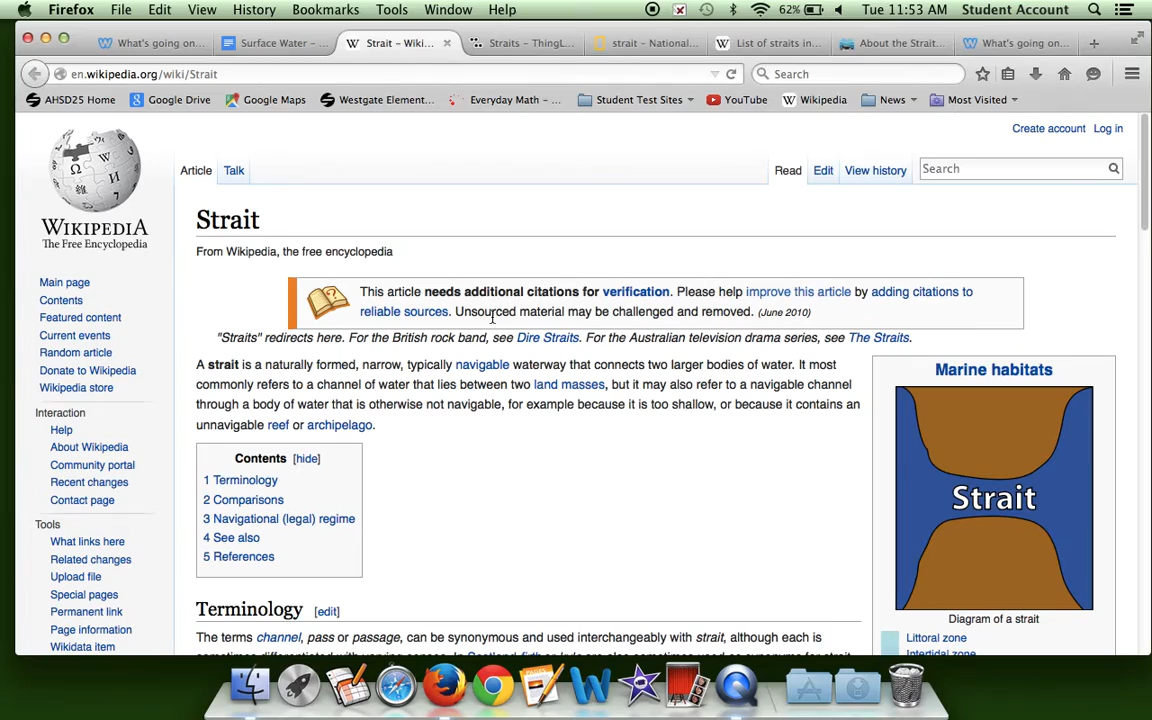 Firefox File Edit View History Bookmarks Tools Window Help 62% Tue 11:53 AM Student Account
What's going on... Surface Water - ... Strait - Wiki... Straits - ThingL... strait - National... List of straits in... About the Strait... What's going on...
en.wikipedia.org/wiki/Strait Search
AHSD25 Home Google Drive Google Maps Westgate Element... Everyday Math - ... Student Test Sites YouTube Wikipedia News Most Visited
Create account Log in
Article Talk Read Edit View history Search
WIKIPEDIA
The Free Encyclopedia
Main page
Contents
Featured content
Current events
Random article
Donate to Wikipedia
Wikipedia store
Interaction
Help
About Wikipedia
Community portal
Recent changes
Contact page
Tools
What links here
Related changes
Upload file
Special pages
Permanent link
Page information
Wikidata item
Strait
From Wikipedia, the free encyclopedia
This article needs additional citations for verification. Please help improve this article by adding citations to
reliable sources. Unsourced material may be challenged and removed. (June 2010)
"Straits" redirects here. For the British rock band, see Dire Straits. For the Australian television drama series, see The Straits.
A strait is a naturally formed, narrow, typically navigable waterway that connects two larger bodies of water. It most
commonly refers to a channel of water that lies between two land masses, but it may also refer to a navigable channel
through a body of water that is otherwise not navigable, for example because it is too shallow, or because it contains an
unnavigable reef or archipelago.
Contents [hide]
1 Terminology
2 Comparisons
3 Navigational (legal) regime
4 See also
5 References
Terminology [edit]
The terms channel, pass or passage, can be synonymous and used interchangeably with strait, although each is
Marine habitats
Strait
Diagram of a strait
Littoral zone
Intertidal zone